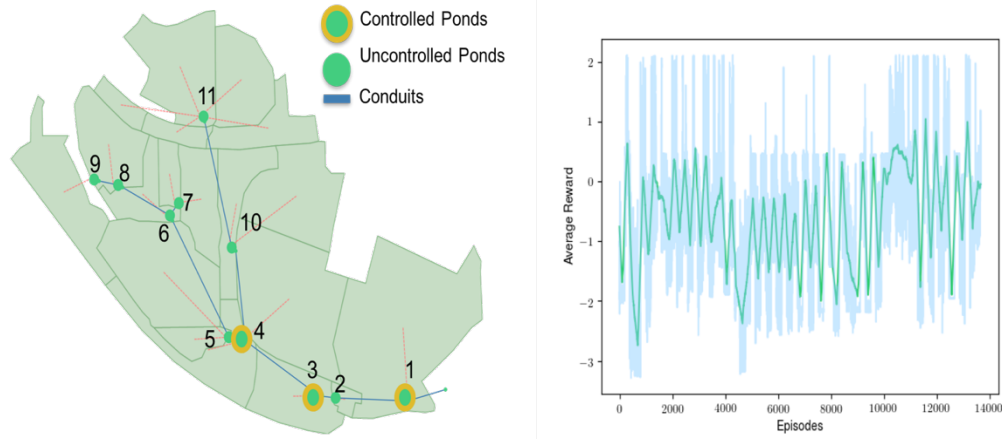 Controlled Ponds
Uncontrolled Ponds
Conduits
11
9
8
7
6
10
5
4
3
2
1
2
1
0
−1
−2
−3
Average Reward
0 2000 4000 6000 8000 10000 12000 14000
Episodes